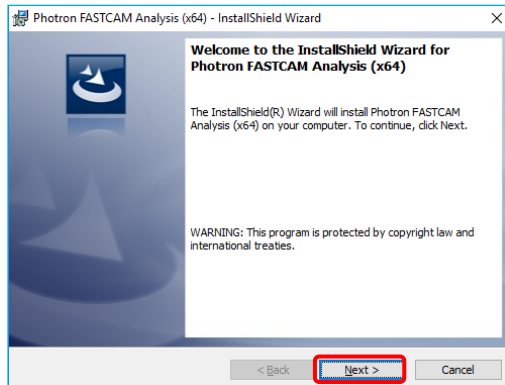 Photron FASTCAM Analysis (x64) - InstallShield Wizard
Welcome to the InstallShield Wizard for
Photron FASTCAM Analysis (x64)
The InstallShield(R) Wizard will install Photron FASTCAM
Analysis (x64) on your computer. To continue, click Next.
WARNING: This program is protected by copyright law and
international treaties.
< Back Next > Cancel